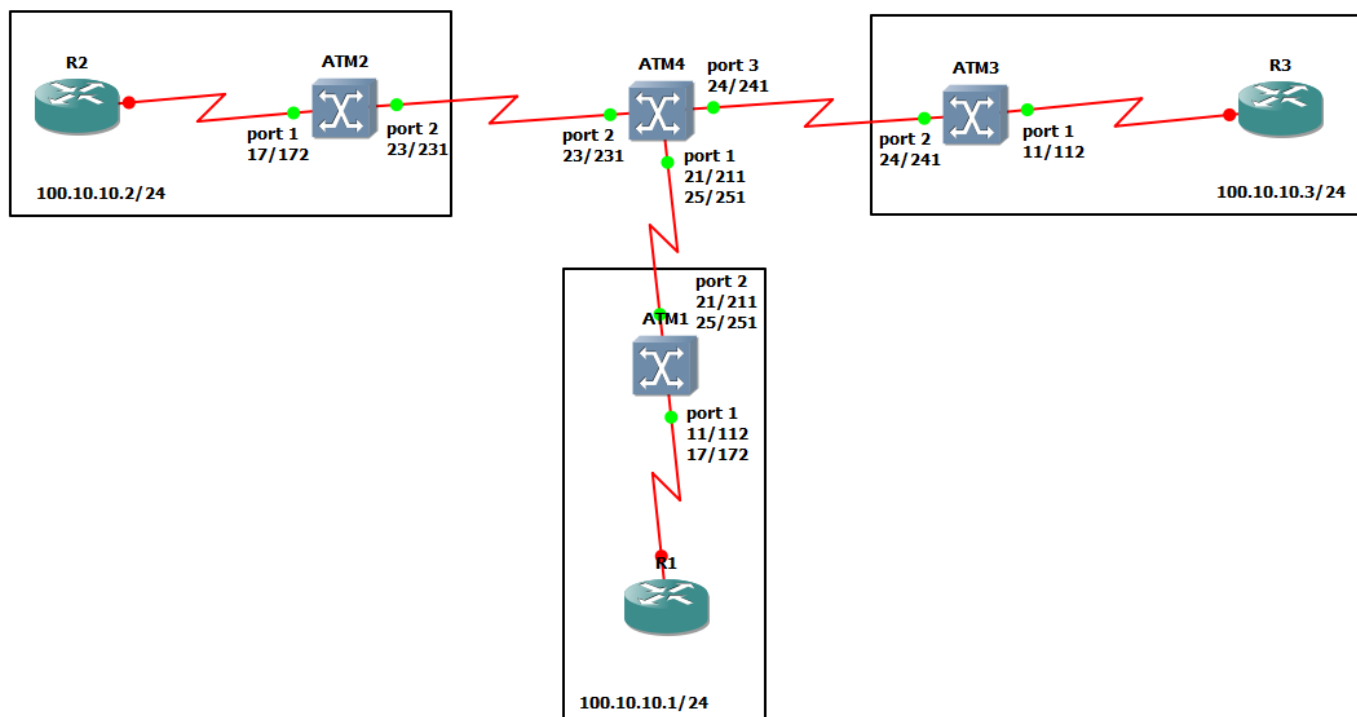 R2
ATM2
port 1
17/172
port 2
23/231
100.10.10.2/24
ATM4
port 3
24/241
port 2
23/231
port 1
21/211
25/251
ATM3
port 2
24/241
port 1
11/112
R3
100.10.10.3/24
port 2
21/211
25/251
ATM1
port 1
11/112
17/172
R1
100.10.10.1/24